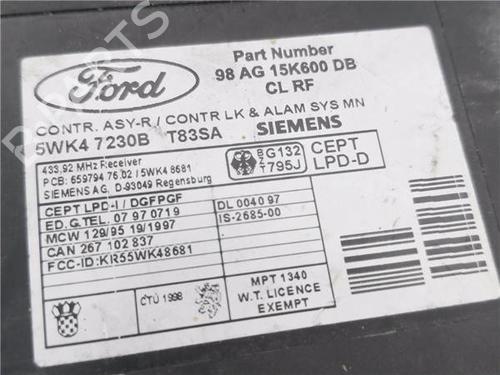 Ford
Part Number
98 AG 15K600 DB
CL RF
CONTR. ASY-R / CONTR LK & ALAM SYS MN
5WK4 7230B T83SA SIEMENS
433,92 MHz Receiver
PCB: 659794 76.02 / 5WK4 8681
SIEMENS AG, D-93049 Regensburg
BZT
G132
795J
CEPT
LPD-D
CEPT LPD-I / DGFPGF
ED.G.TEL. 07 97 0719
MCW 129/95 19/1997
CAN 267 102 837
FCC-ID: KR55WK48681
DL 0040 97
IS-2685-00
ČTÚ 1998
MPT 1340
W.T. LICENCE
EXEMPT